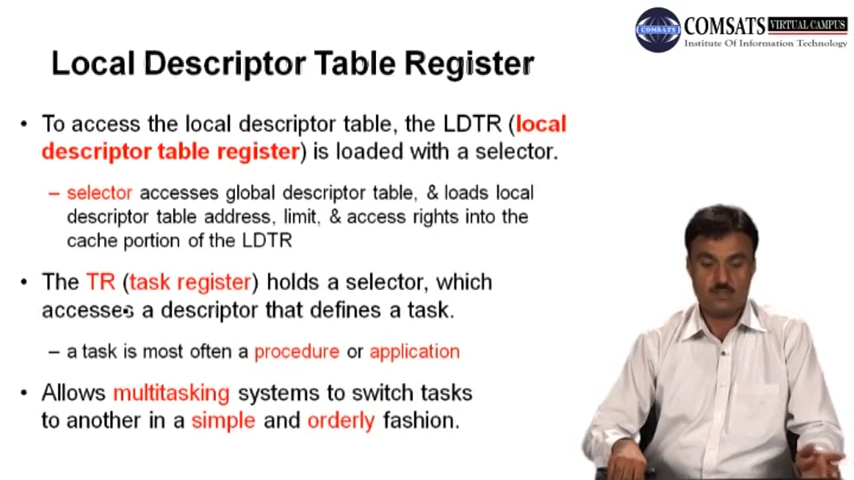 COMSATS VIRTUAL CAMPUS
COMSATS
Institute Of Information Technology
Local Descriptor Table Register
• To access the local descriptor table, the LDTR (local
descriptor table register) is loaded with a selector.
– selector accesses global descriptor table, & loads local
descriptor table address, limit, & access rights into the
cache portion of the LDTR
• The TR (task register) holds a selector, which
accesses a descriptor that defines a task.
– a task is most often a procedure or application
• Allows multitasking systems to switch tasks
to another in a simple and orderly fashion.